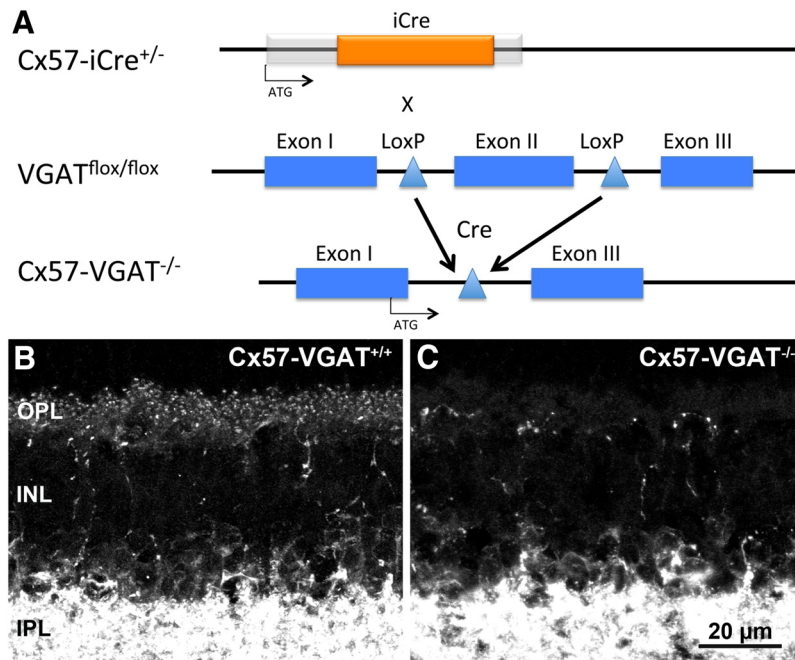 A
iCre
Cx57-iCre+/-
ATG
X
Exon I LoxP Exon II LoxP Exon III
VGATflox/flox
Cre
Exon I Exon III
Cx57-VGAT-/-
ATG
B Cx57-VGAT+/+
C Cx57-VGAT-/-
OPL
INL
IPL
20 µm